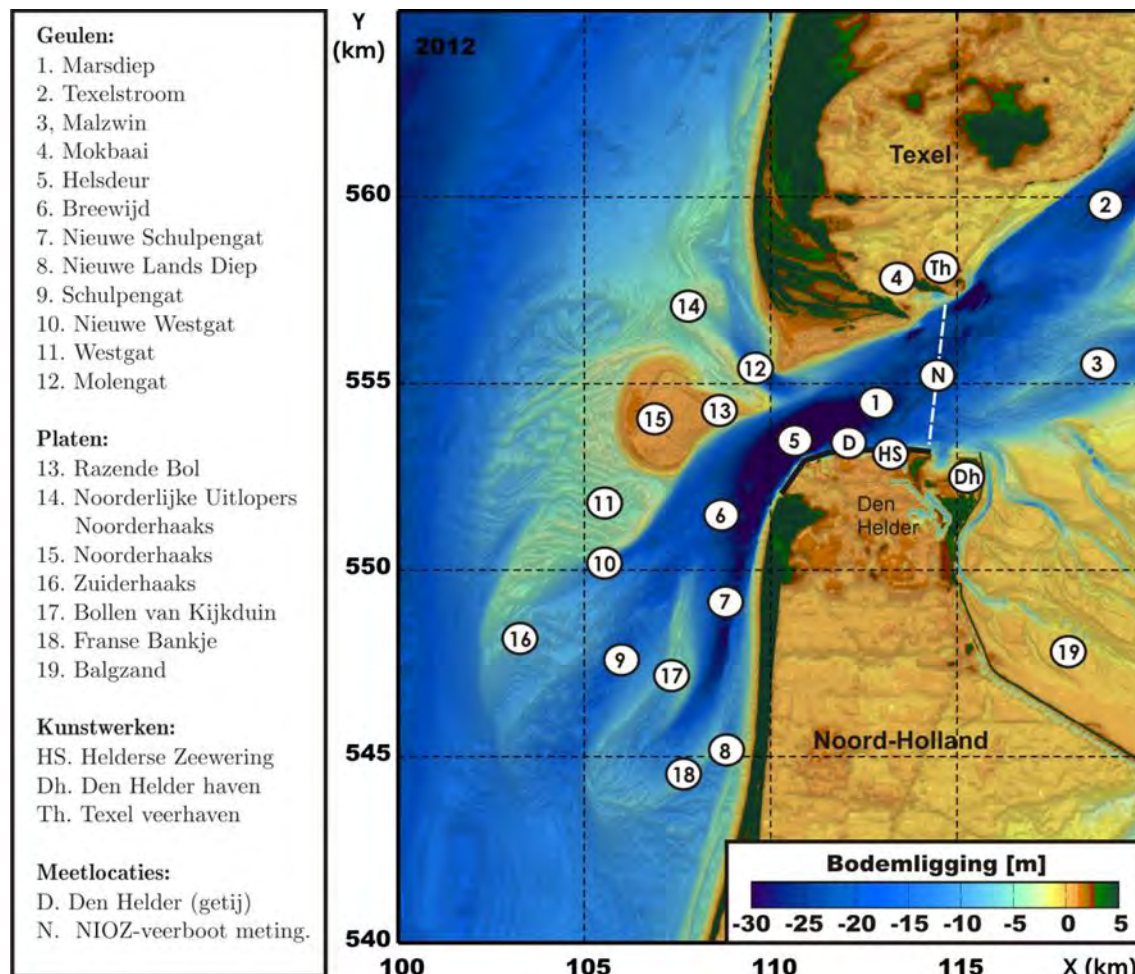 Geulen:
1. Marsdiep
2. Texelstroom
3, Malzwin
4. Mokbaai
5. Helsdeur
6. Breewijd
7. Nieuwe Schulpengat
8. Nieuwe Lands Diep
9. Schulpengat
10. Nieuwe Westgat
11. Westgat
12. Molengat
Platen:
13. Razende Bol
14. Noorderlijke Uitlopers
Noorderhaaks
15. Noorderhaaks
16. Zuiderhaaks
17. Bollen van Kijkduin
18. Franse Bankje
19. Balgzand
Kunstwerken:
HS. Helderse Zeewering
Dh. Den Helder haven
Th. Texel veerhaven
Meetlocaties:
D. Den Helder (getij)
N. NIOZ-veerboot meting.
Y
(km)
2012
Texel
560
2
Th
4
14
3
12
N
555
1
13
15
5
D
HS
Dh
11
6
Den
Helder
10
550
7
16
19
9
17
Noord-Holland
8
545
18
Bodemligging [m]
-30 -25 -20 -15 -10 -5 0 5
540
100 105 110 115 X (km)